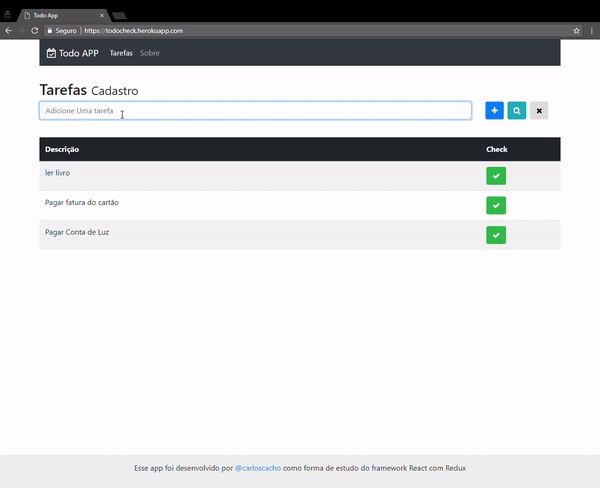 Todo App
Seguro | https://todocheck.herokuapp.com
Todo APP Tarefas Sobre
Tarefas Cadastro
Adicione Uma tarefa
Descrição Check
ler livro
Pagar fatura do cartão
Pagar Conta de Luz
Esse app foi desenvolvido por @carloscacho como forma de estudo do framework React com Redux